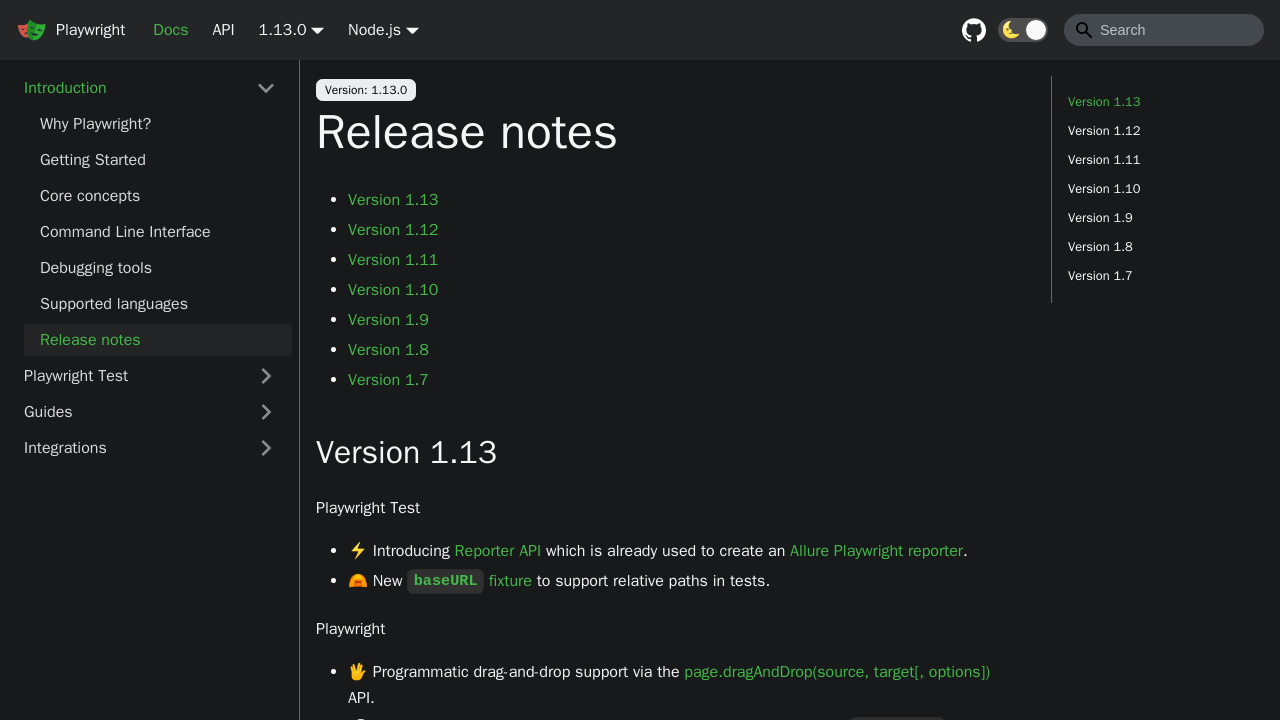 Playwright Docs API 1.13.0 Node.js Search
Introduction
Why Playwright?
Getting Started
Core concepts
Command Line Interface
Debugging tools
Supported languages
Release notes
Playwright Test
Guides
Integrations
Version: 1.13.0
Release notes
Version 1.13
Version 1.12
Version 1.11
Version 1.10
Version 1.9
Version 1.8
Version 1.7
Version 1.13
Playwright Test
⚡ Introducing Reporter API which is already used to create an Allure Playwright reporter.
New baseURL fixture to support relative paths in tests.
Playwright
🖖 Programmatic drag-and-drop support via the page.dragAndDrop(source, target[, options])
API.
Version 1.13
Version 1.12
Version 1.11
Version 1.10
Version 1.9
Version 1.8
Version 1.7